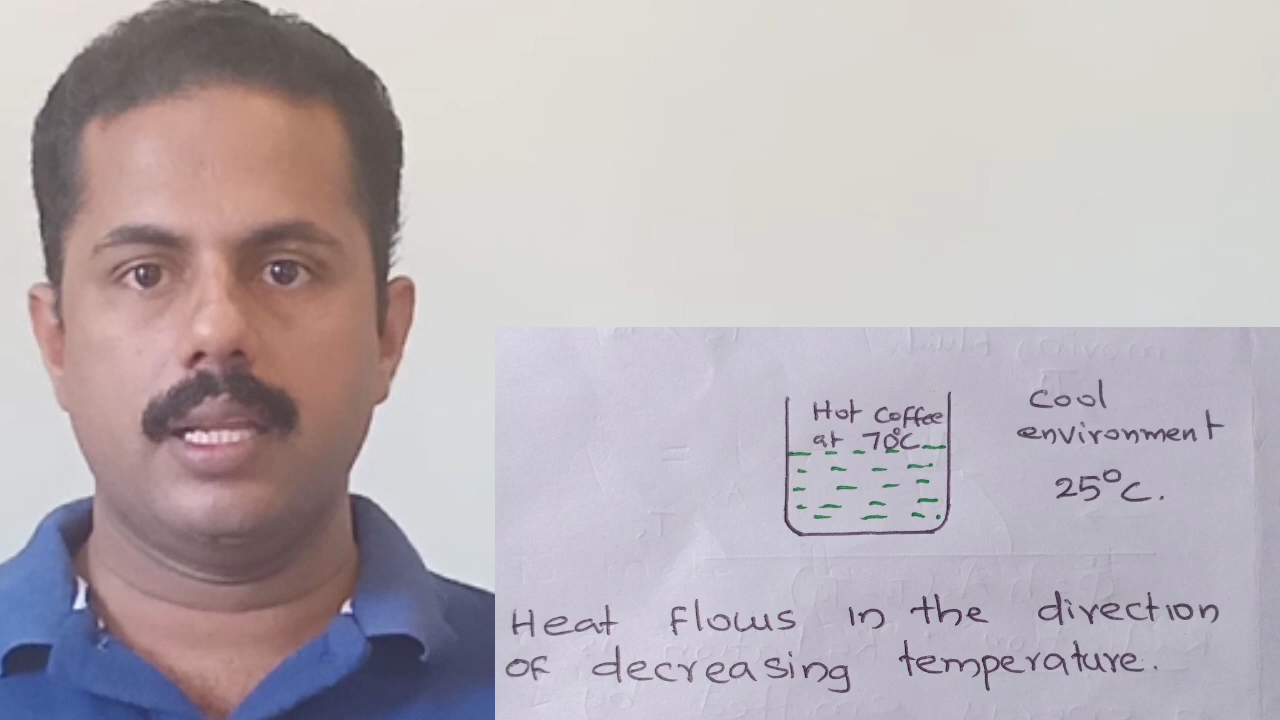 Hot Coffee
at 70°C
Cool
environment
25°C.
Heat flows in the direction
of decreasing temperature.